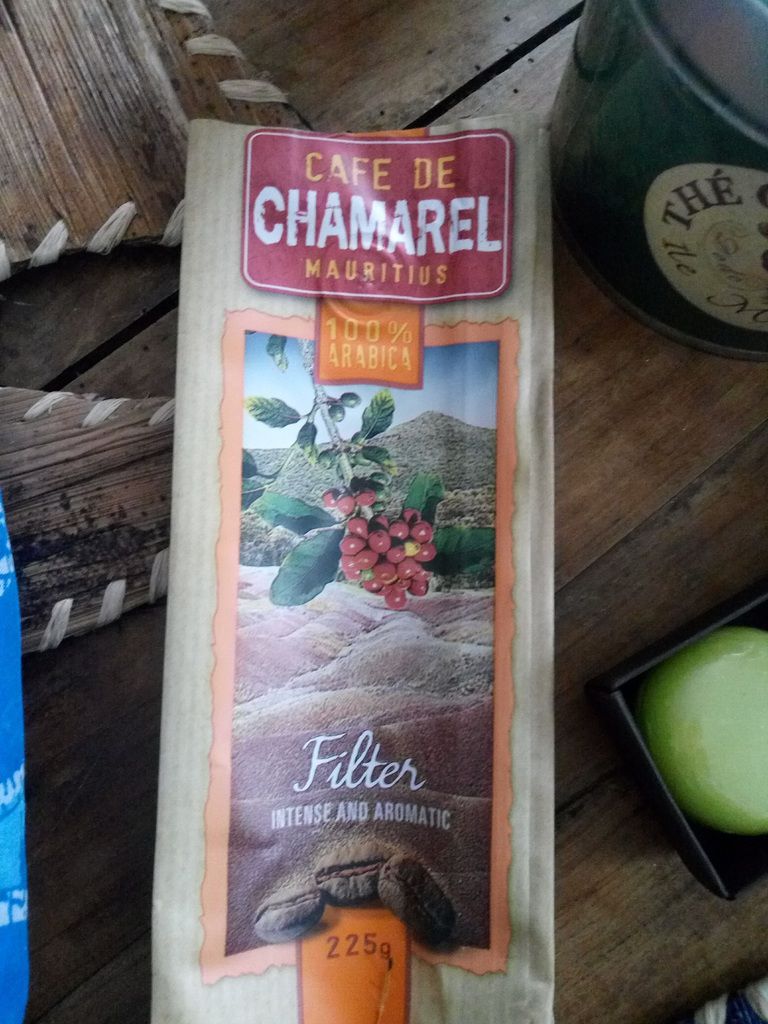 CAFE DE
CHAMAREL
MAURITIUS
100%
ARABICA
Filter
INTENSE AND AROMATIC
225g
THÉ